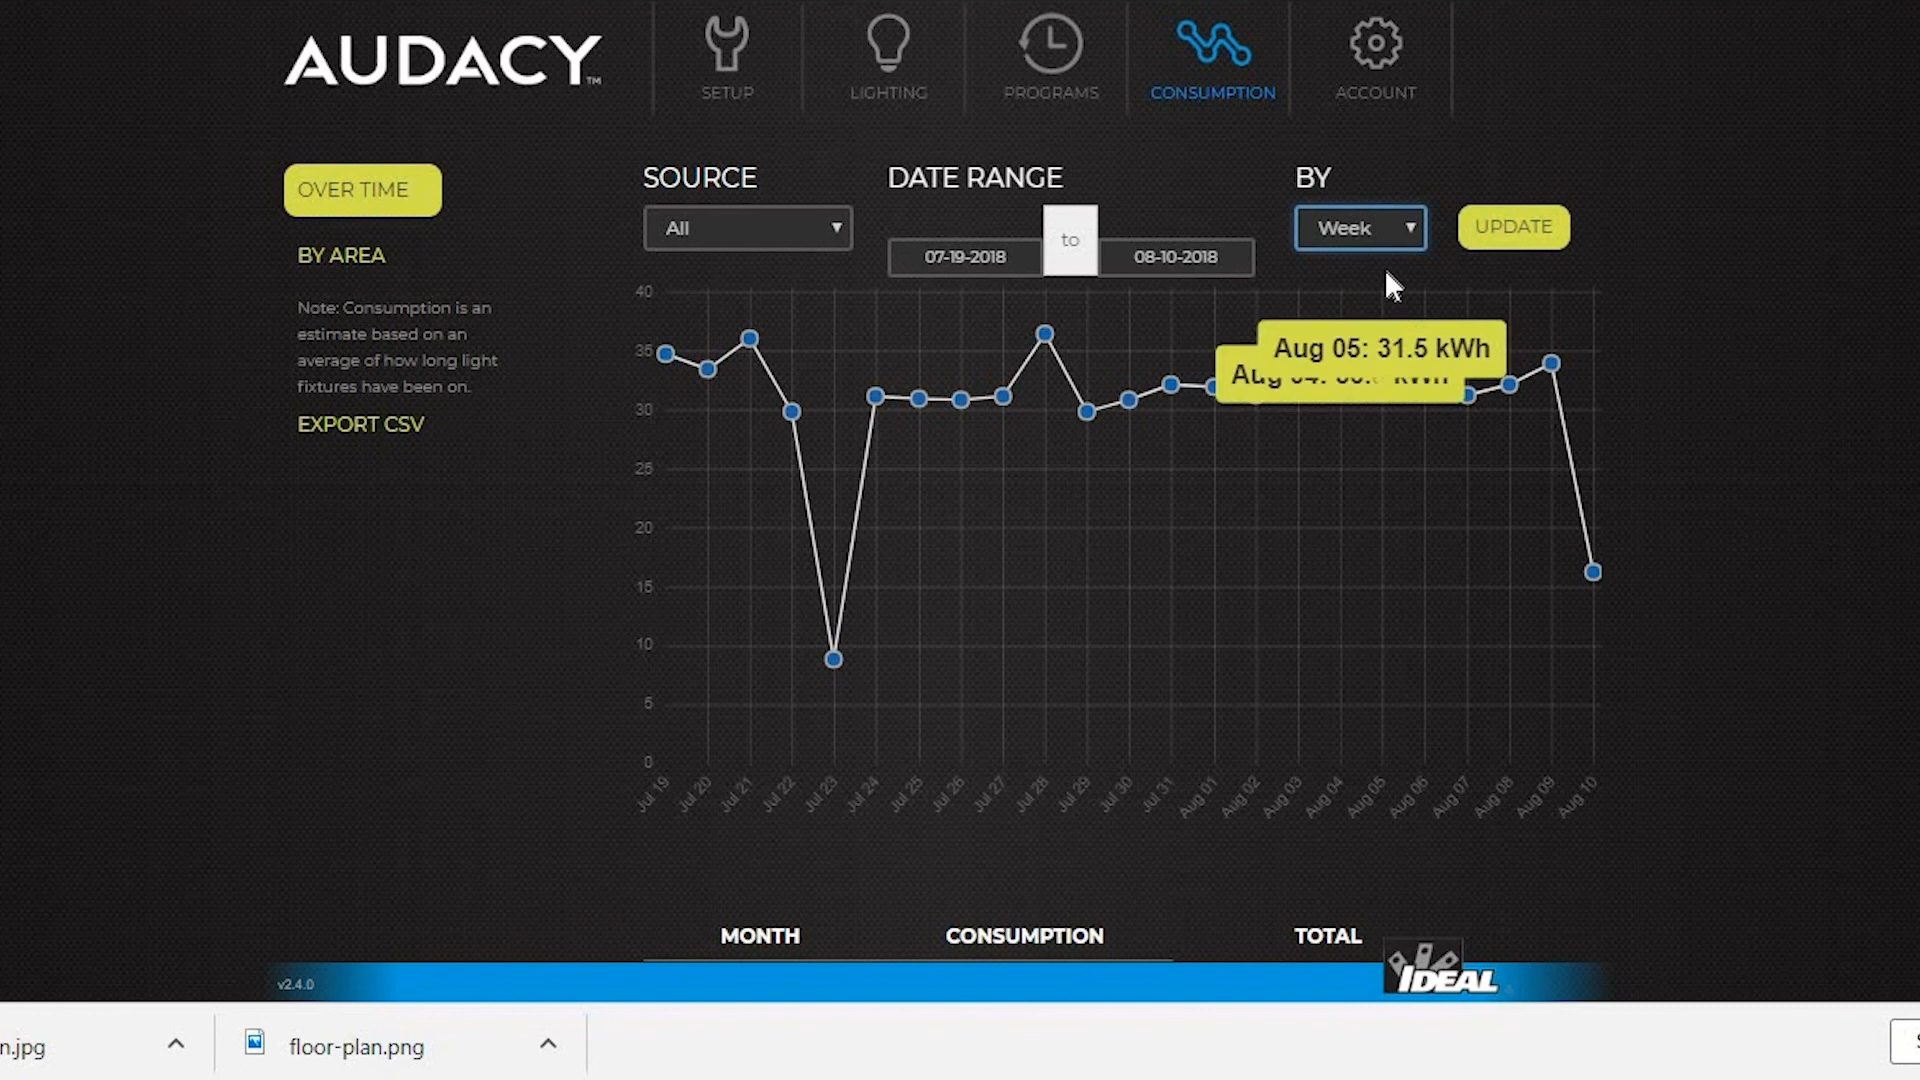 AUDACY™
SETUP
LIGHTING
PROGRAMS
CONSUMPTION
ACCOUNT
OVER TIME
BY AREA
Note: Consumption is an
estimate based on an
average of how long light
fixtures have been on.
EXPORT CSV
SOURCE
All
DATE RANGE
07-19-2018
to
08-10-2018
BY
Week
UPDATE
40
35
30
25
20
15
10
5
0
Aug 05: 31.5 kWh
Jul 19
Jul 20
Jul 21
Jul 22
Jul 23
Jul 24
Jul 25
Jul 26
Jul 27
Jul 28
Jul 29
Jul 30
Jul 31
Aug 01
Aug 02
Aug 03
Aug 04
Aug 05
Aug 06
Aug 07
Aug 08
Aug 09
Aug 10
MONTH
CONSUMPTION
TOTAL
v2.4.0
IDEAL
n.jpg
floor-plan.png